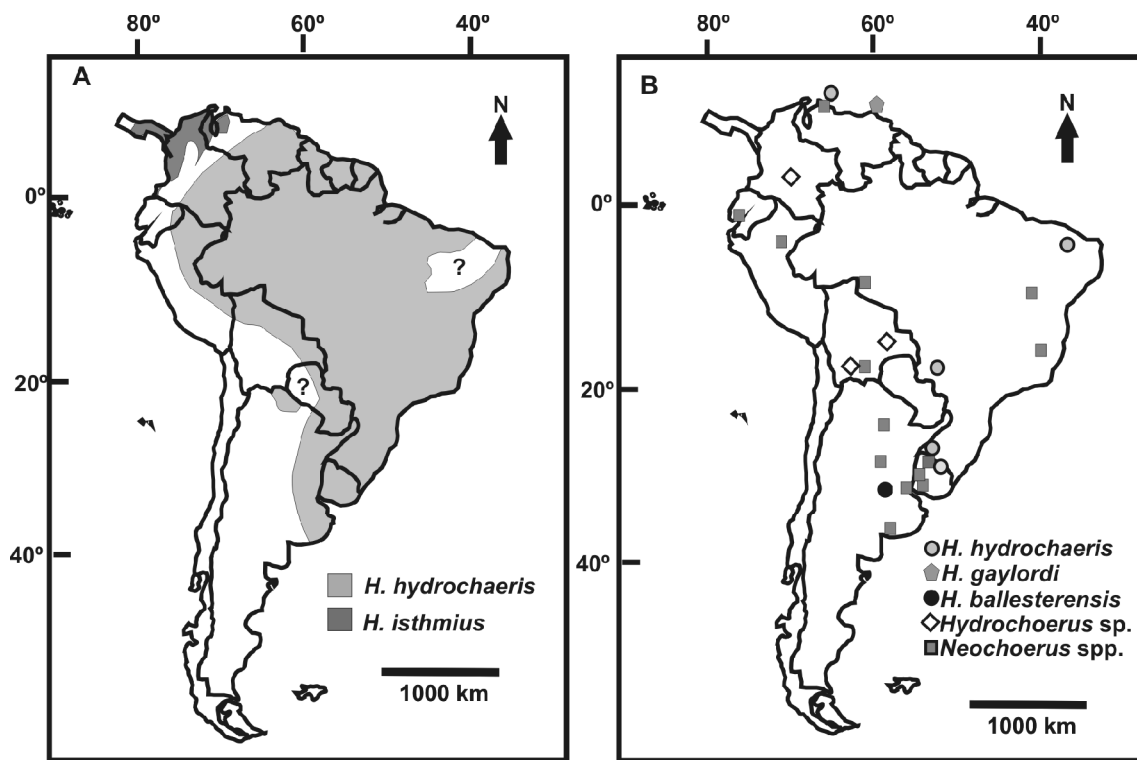 80º 60º 40º
A
N
0º
?
20º
?
40º
H. hydrochaeris
H. isthmius
1000 km
80º 60º 40º
B
N
0º
20º
40º
H. hydrochaeris
H. gaylordi
H. ballesterensis
Hydrochoerus sp.
Neochoerus spp.
1000 km